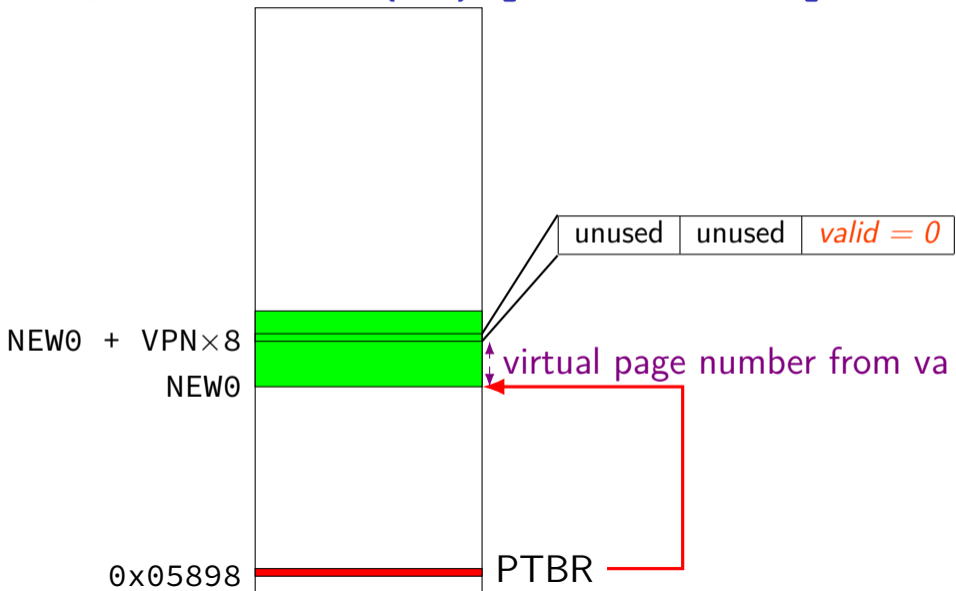 unused unused valid = 0
NEW0 + VPN×8
virtual page number from va
NEW0
PTBR
0x05898